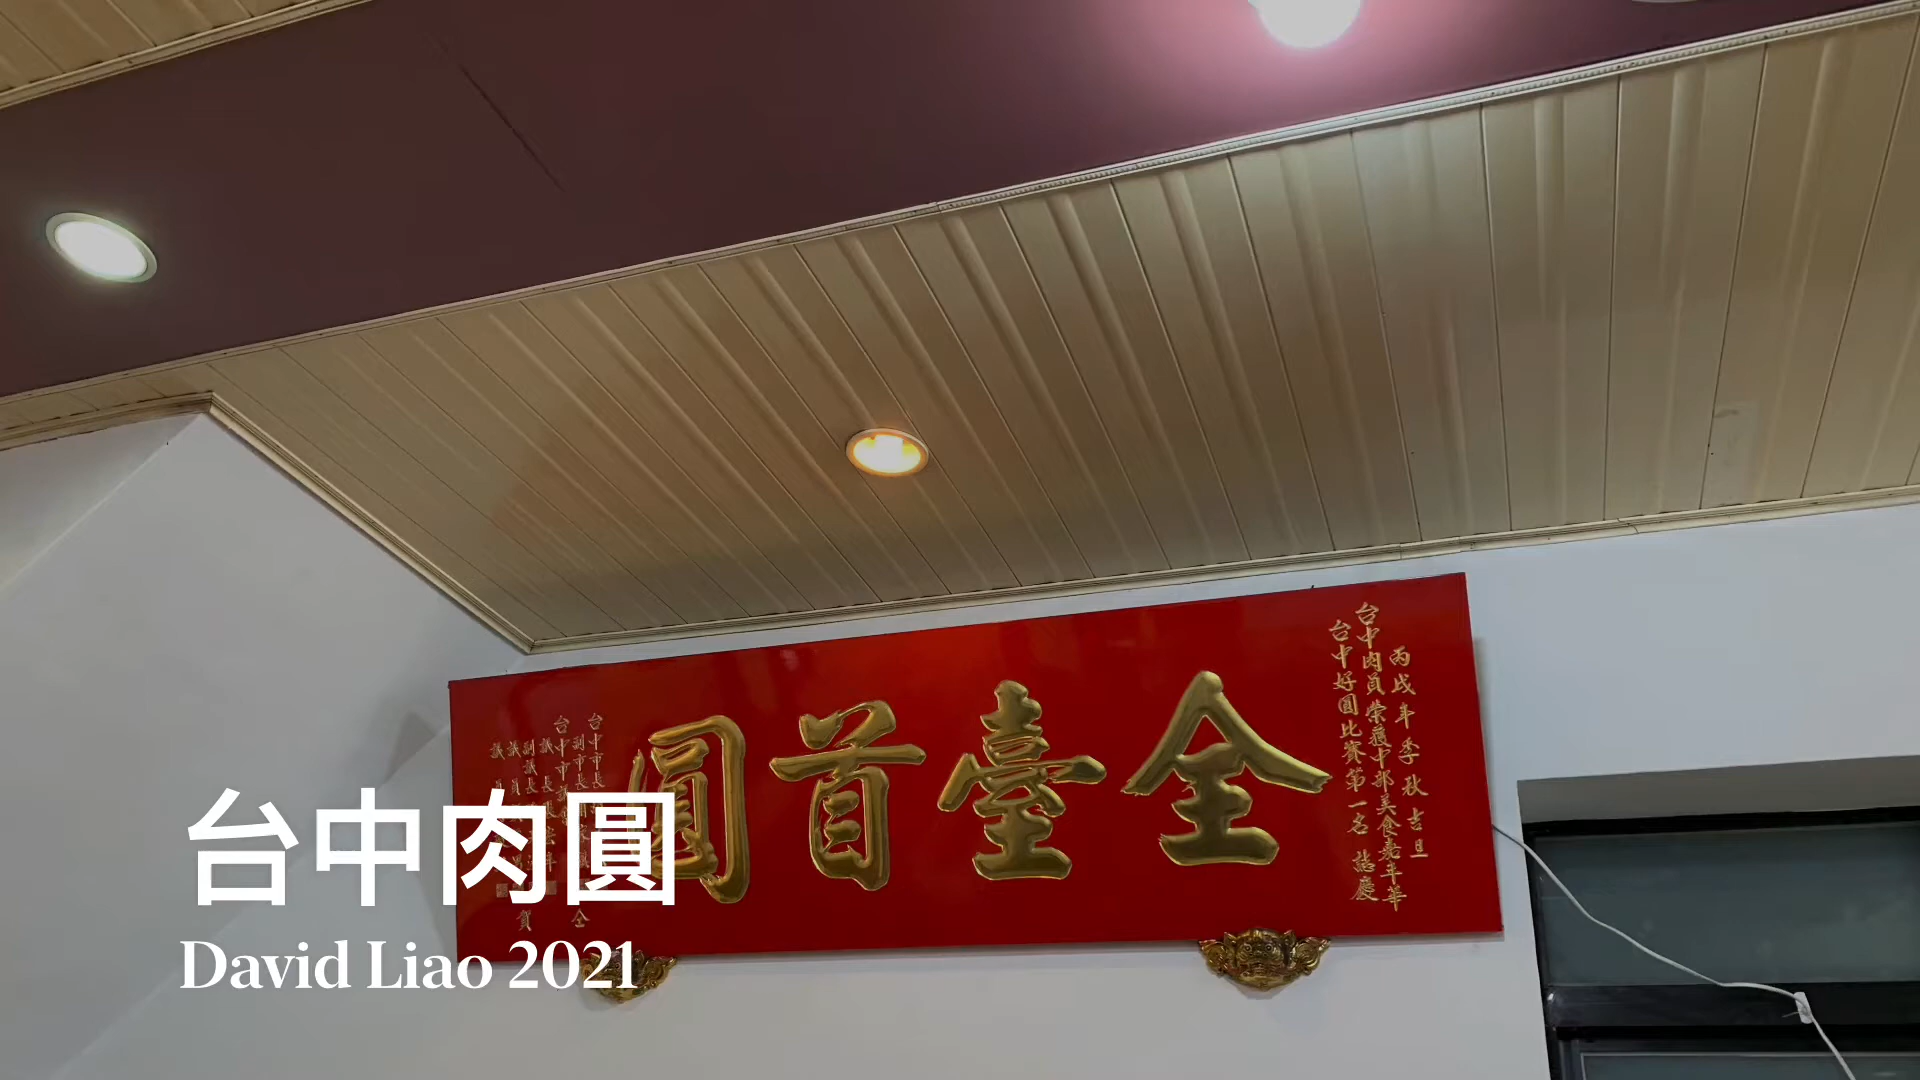 全臺首圓
丙戌年季秋吉旦
台中肉員榮獲中部美食嘉年華
台中好圓比賽第一名 誌慶
台中肉圓
David Liao 2021